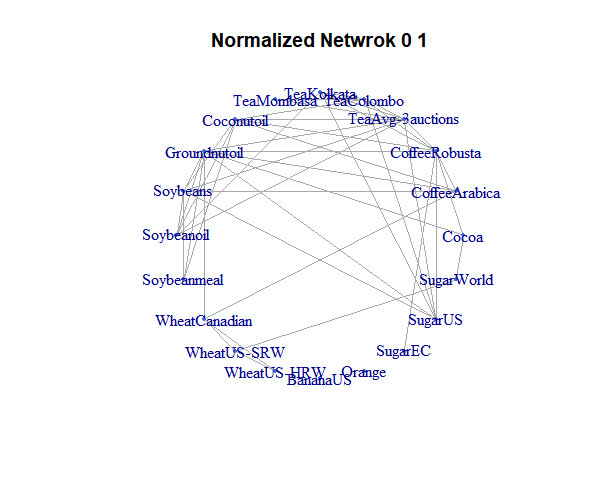 Normalized Netwrok 0 1
TeaKolkata
TeaMombasa
TeaColombo
Coconutoil
TeaAvg-3auctions
Groundnutoil
CoffeeRobusta
Soybeans
CoffeeArabica
Soybeanoil
Cocoa
Soybeanmeal
SugarWorld
WheatCanadian
SugarUS
WheatUS-SRW
SugarEC
WheatUS-HRW
Orange
BananaUS